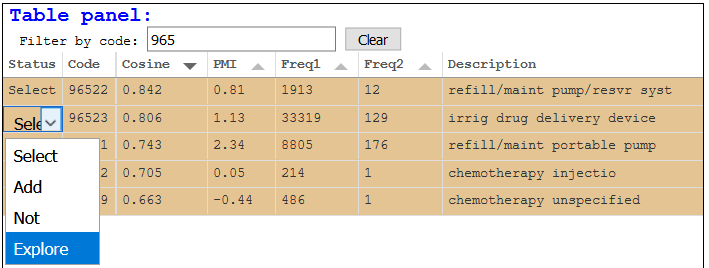 Table panel:
Filter by code: 965 Clear
Status Code Cosine PMI Freq1 Freq2 Description
Select 96522 0.842 0.81 1913 12 refill/maint pump/resvr syst
Sele 96523 0.806 1.13 33319 129 irrig drug delivery device
1 0.743 2.34 8805 176 refill/maint portable pump
Select
2 0.705 0.05 214 1 chemotherapy injectio
Add
9 0.663 -0.44 486 1 chemotherapy unspecified
Not
Explore